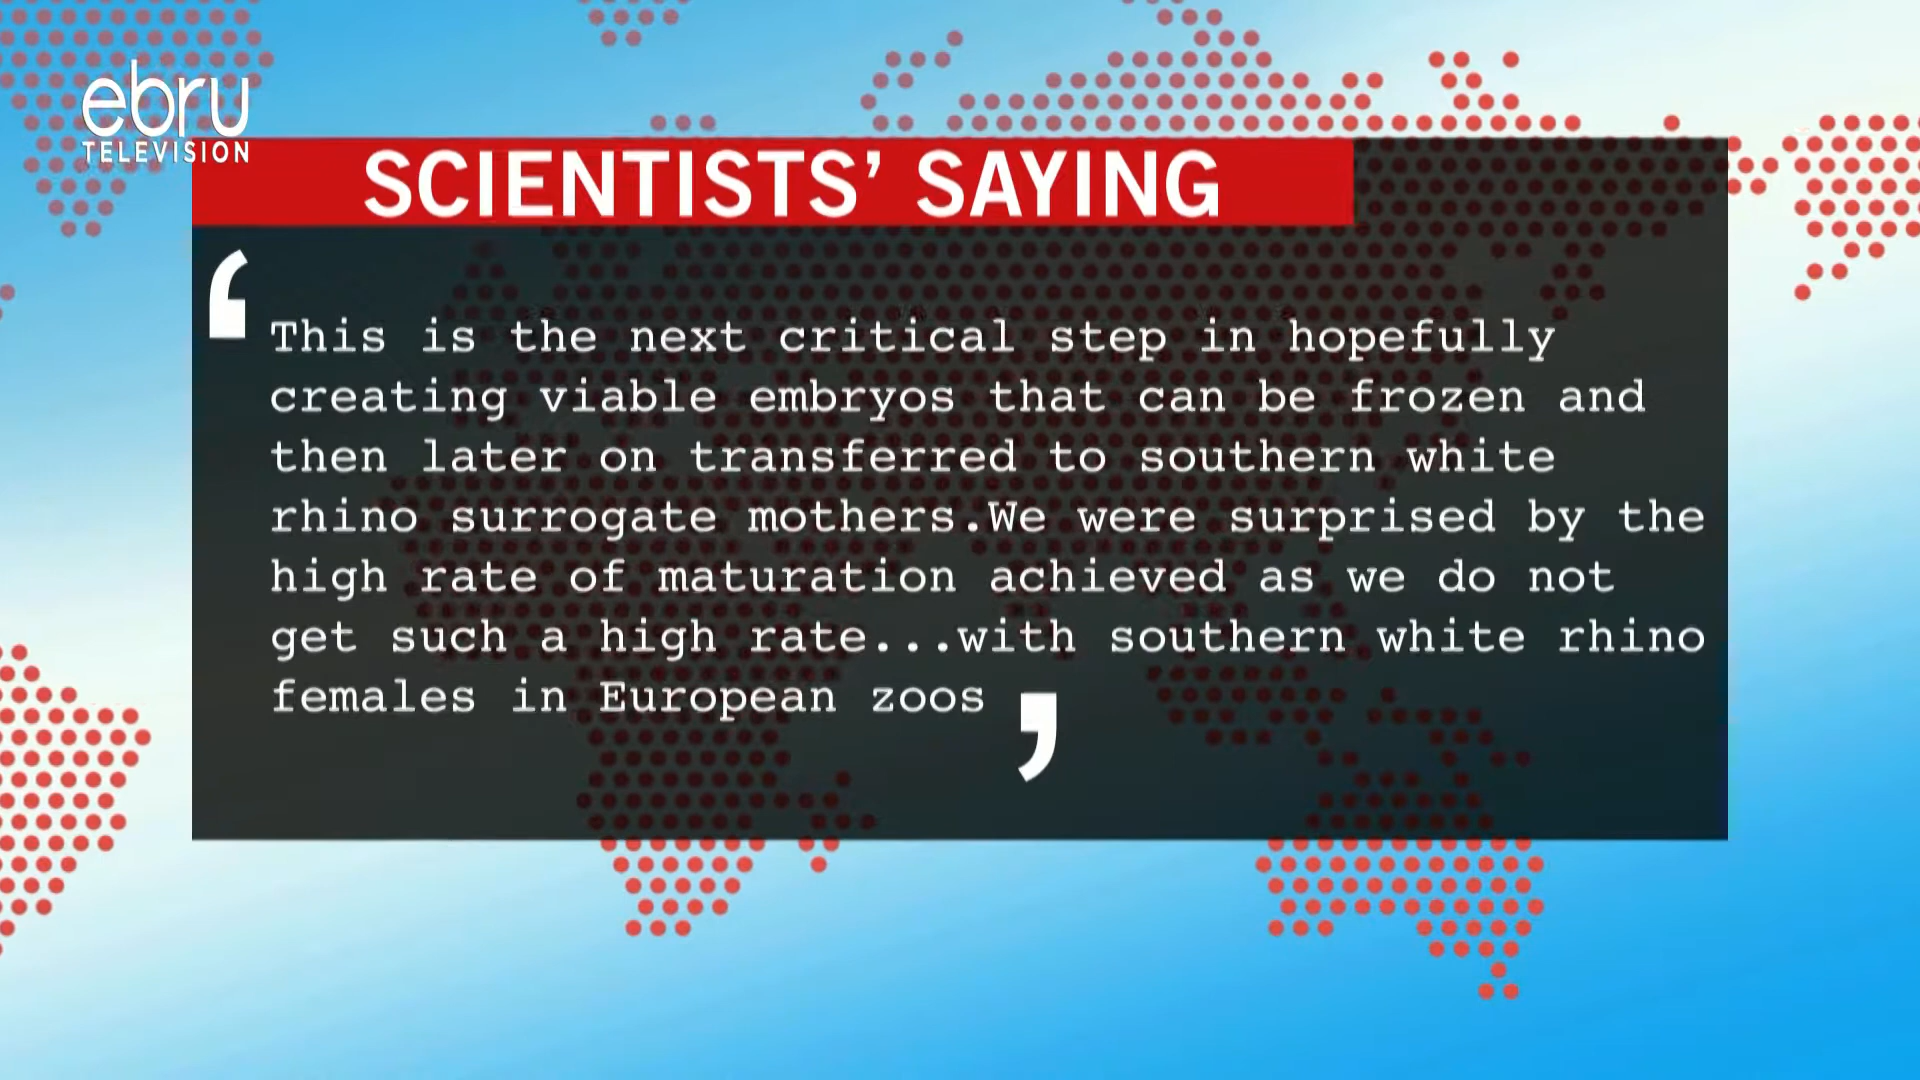 ebru
TELEVISION
SCIENTISTS’ SAYING
‘
This is the next critical step in hopefully
creating viable embryos that can be frozen and
then later on transferred to southern white
rhino surrogate mothers.We were surprised by the
high rate of maturation achieved as we do not
get such a high rate...with southern white rhino
females in European zoos ’